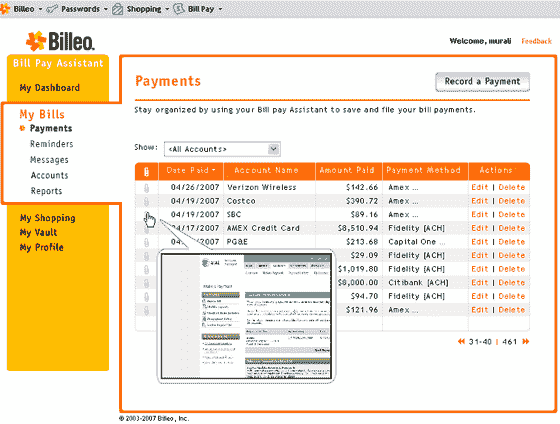 Billeo Passwords Shopping Bill Pay
Billeo.
Welcome, murali Feedback
Bill Pay Assistant
My Dashboard
My Bills
Payments
Reminders
Messages
Accounts
Reports
My Shopping
My Vault
My Profile
Payments
Record a Payment
Stay organized by using your Bill pay Assistant to save and file your bill payments.
Show: <All Accounts>
Date Paid Account Name Amount Paid Payment Method Actions
04/26/2007 Verizon Wireless $142.66 Amex ... Edit | Delete
04/19/2007 Costco $390.72 Amex ... Edit | Delete
04/19/2007 SBC $89.16 Amex ... Edit | Delete
04/17/2007 AMEX Credit Card $8,510.94 Fidelity [ACH] Edit | Delete
PG&E $213.68 Capital One ... Edit | Delete
$29.09 Fidelity [ACH] Edit | Delete
$1,019.80 Fidelity [ACH] Edit | Delete
$8,000.00 Citibank [ACH] Edit | Delete
$94.70 Fidelity [ACH] Edit | Delete
$121.96 Amex ... Edit | Delete
31-40 | 461
© 2003-2007 Billeo, Inc.